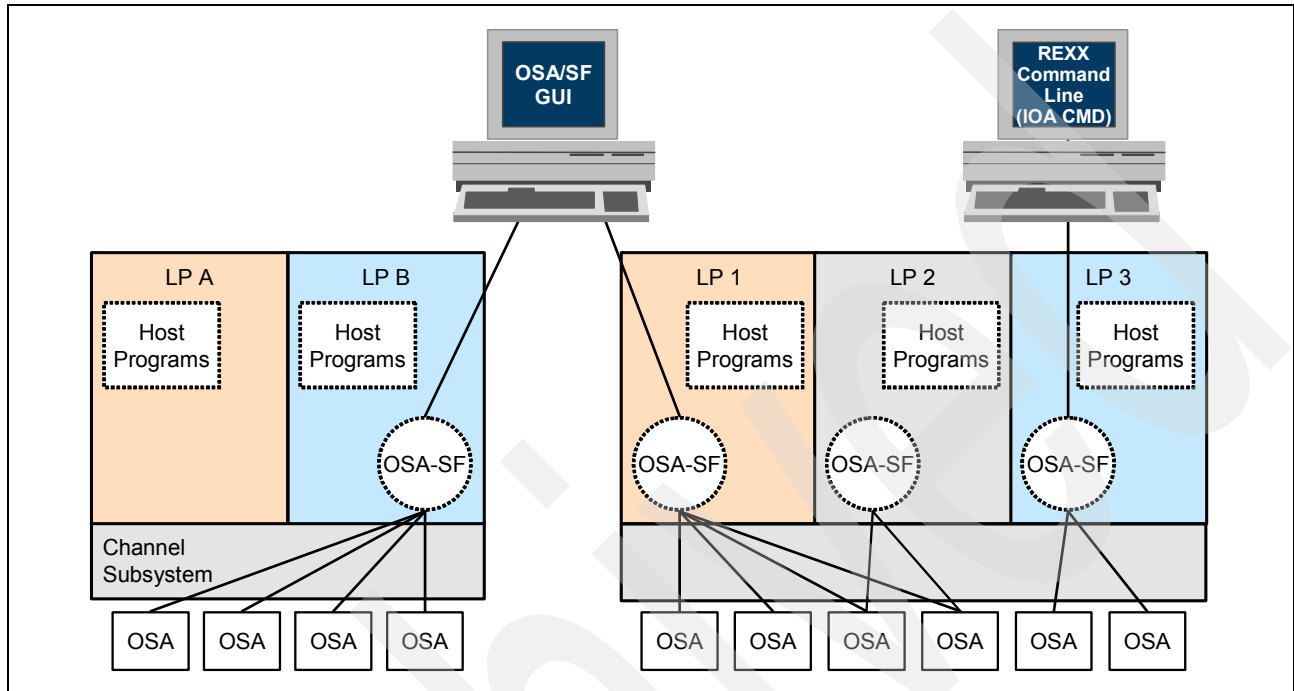 OSA/SF
GUI
REXX
Command
Line
(IOA CMD)
LP A
LP B
LP 1
LP 2
LP 3
Host
Programs
Host
Programs
Host
Programs
Host
Programs
Host
Programs
OSA-SF
OSA-SF
OSA-SF
OSA-SF
Channel
Subsystem
OSA
OSA
OSA
OSA
OSA
OSA
OSA
OSA
OSA
OSA